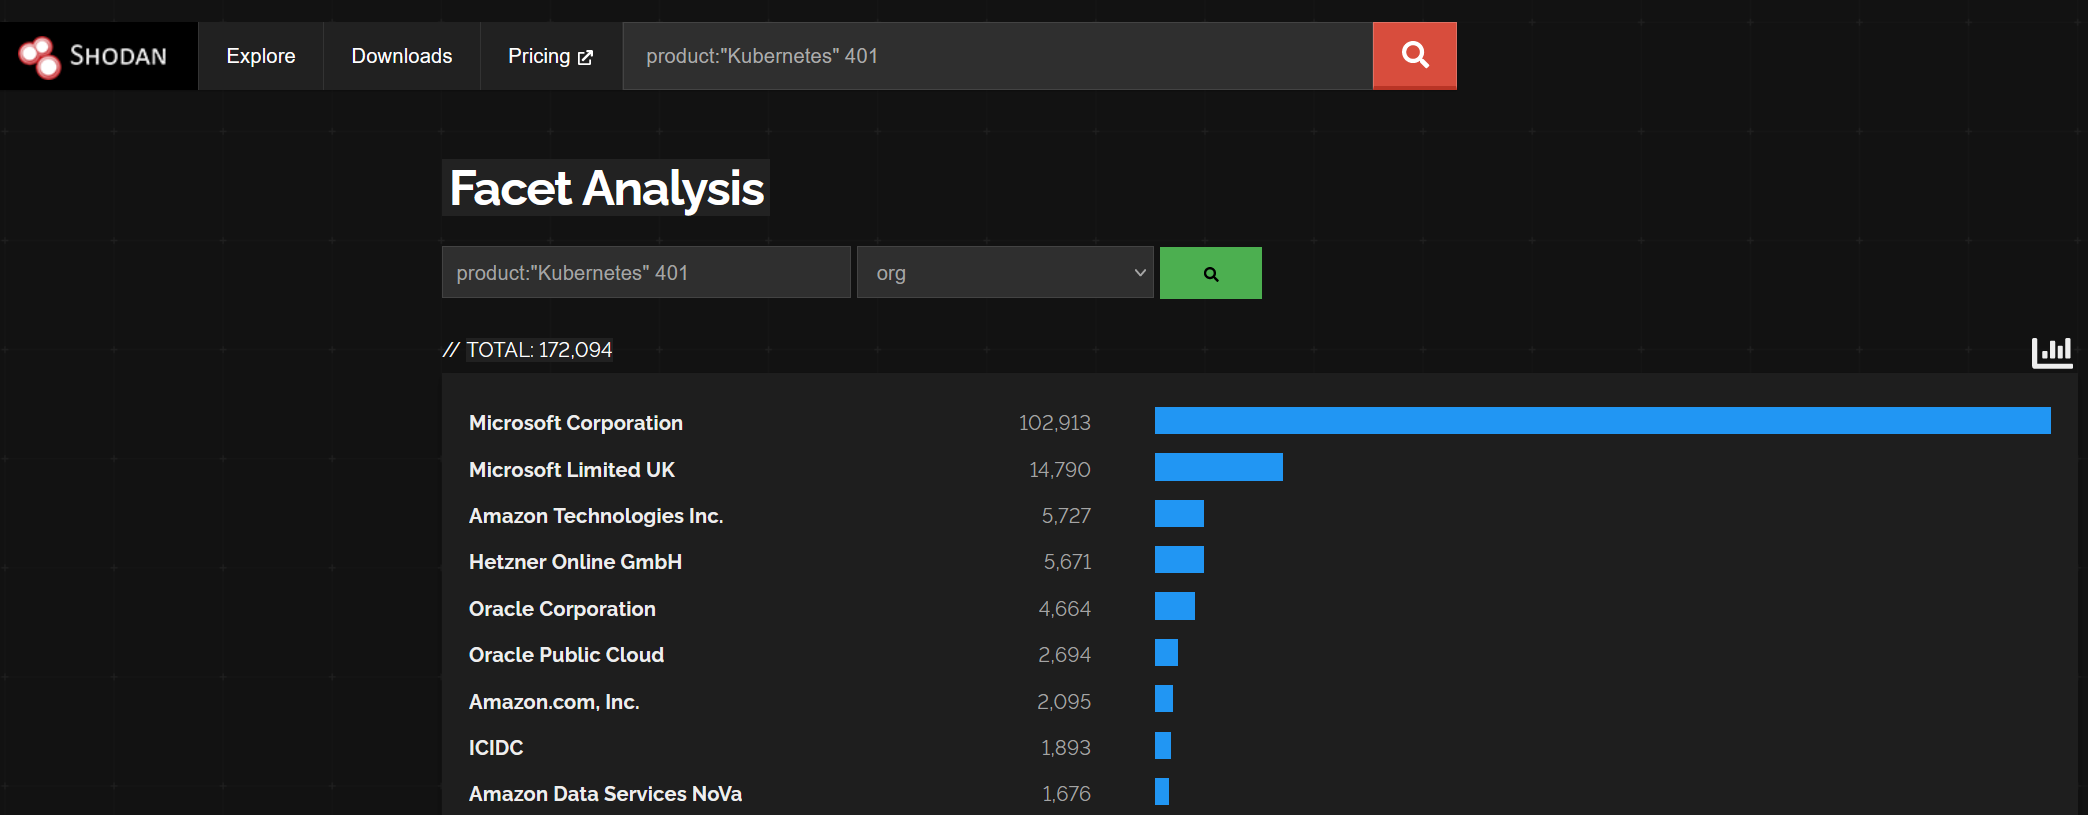 SHODAN Explore Downloads Pricing product:"Kubernetes" 401
Facet Analysis
product:"Kubernetes" 401 org
// TOTAL: 172,094
Microsoft Corporation 102,913
Microsoft Limited UK 14,790
Amazon Technologies Inc. 5,727
Hetzner Online GmbH 5,671
Oracle Corporation 4,664
Oracle Public Cloud 2,694
Amazon.com, Inc. 2,095
ICIDC 1,893
Amazon Data Services NoVa 1,676